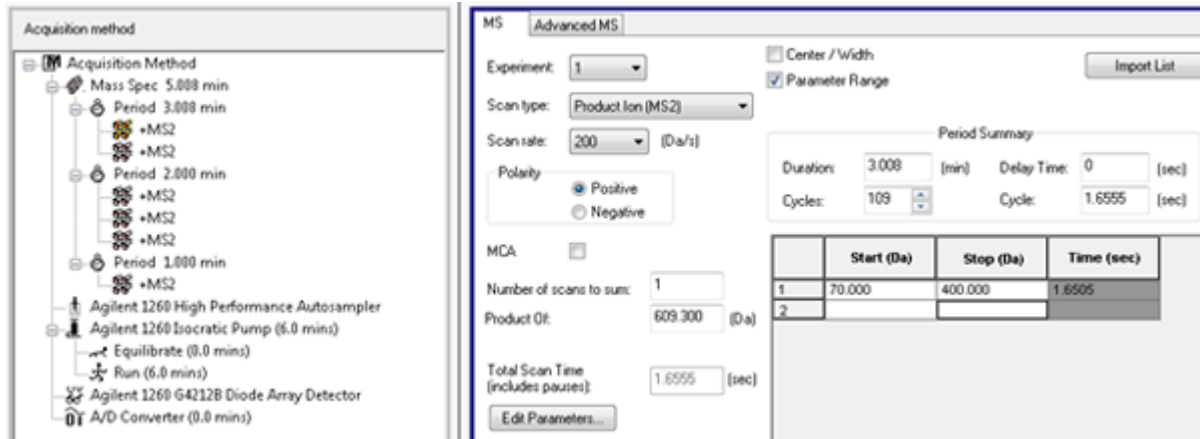 Acquisition method
Acquisition Method
Mass Spec 5.008 min
Period 3.008 min
+MS2
+MS2
Period 2.000 min
+MS2
+MS2
+MS2
Period 1.000 min
+MS2
Agilent 1260 High Performance Autosampler
Agilent 1260 Isocratic Pump (6.0 mins)
Equilibrate (0.0 mins)
Run (6.0 mins)
Agilent 1260 G4212B Diode Array Detector
A/D Converter (0.0 mins)
MS Advanced MS
Experiment: 1
Scan type: Product Ion (MS2)
Scan rate: 200 (Da/s)
Polarity
Positive
Negative
MCA
Number of scans to sum: 1
Product Of: 609.300 (Da)
Total Scan Time
(includes pauses): 1.6555 (sec)
Edit Parameters...
Center / Width
Parameter Range
Import List
Period Summary
Duration: 3.008 (min) Delay Time: 0 (sec)
Cycles: 109 Cycle: 1.6555 (sec)
Start (Da) Stop (Da) Time (sec)
1 70.000 400.000 1.6505
2